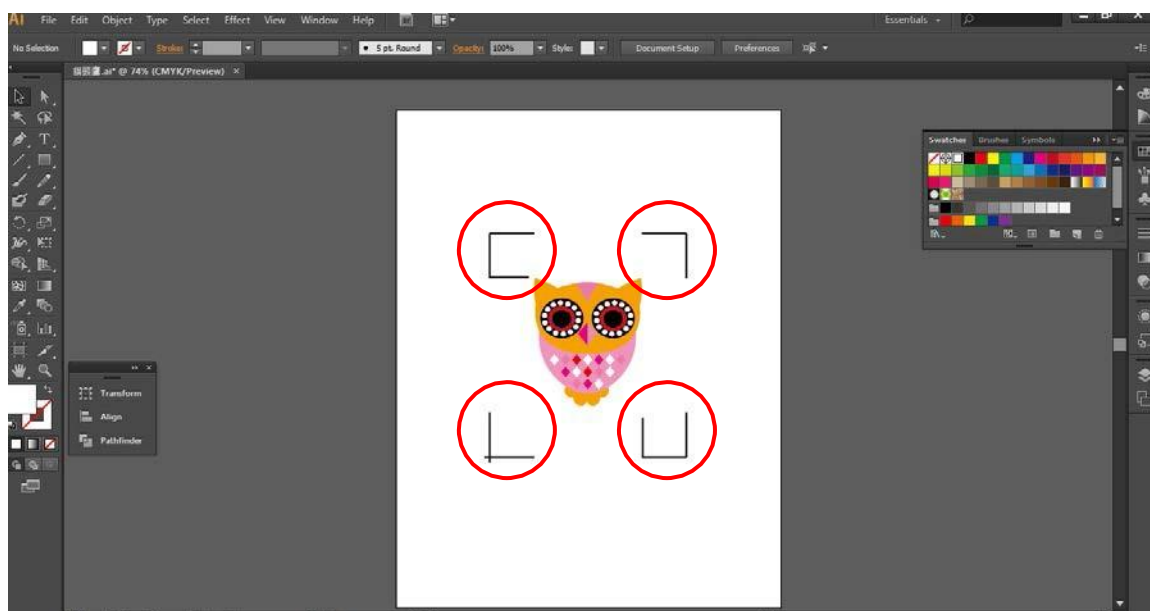 Ai File Edit Object Type Select Effect View Window Help Essentials
No Selection Stroke: 5 pt. Round Opacity: 100% Style: Document Setup Preferences
.ai* @ 74% (CMYK/Preview) ×
Swatches Brushes Symbols
Transform
Align
Pathfinder